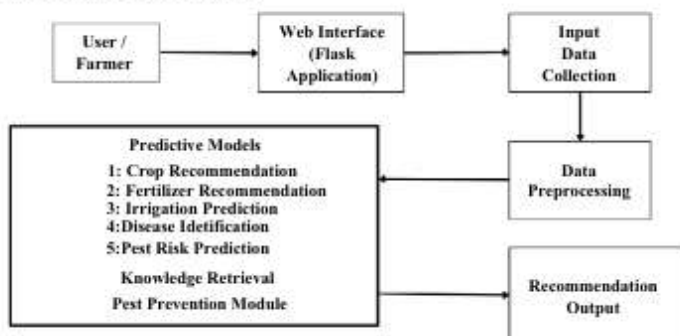 User /
Farmer
Web Interface
(Flask
Application)
Input
Data
Collection
Predictive Models
1: Crop Recommendation
2: Fertilizer Recommendation
3: Irrigation Prediction
4:Disease Idetification
5:Pest Risk Prediction
Knowledge Retrieval
Pest Prevention Module
Data
Preprocessing
Recommendation
Output